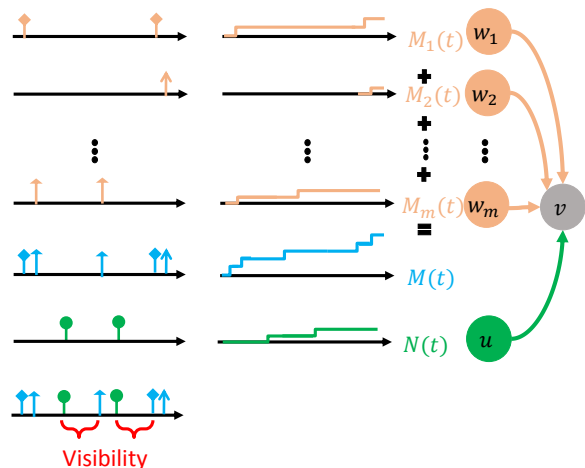 M₁(t) w₁
+
M₂(t) w₂
+
⋮ ⋮ ⋮ ⋮
+
Mₘ(t) wₘ v
=
M(t)
N(t) u
Visibility